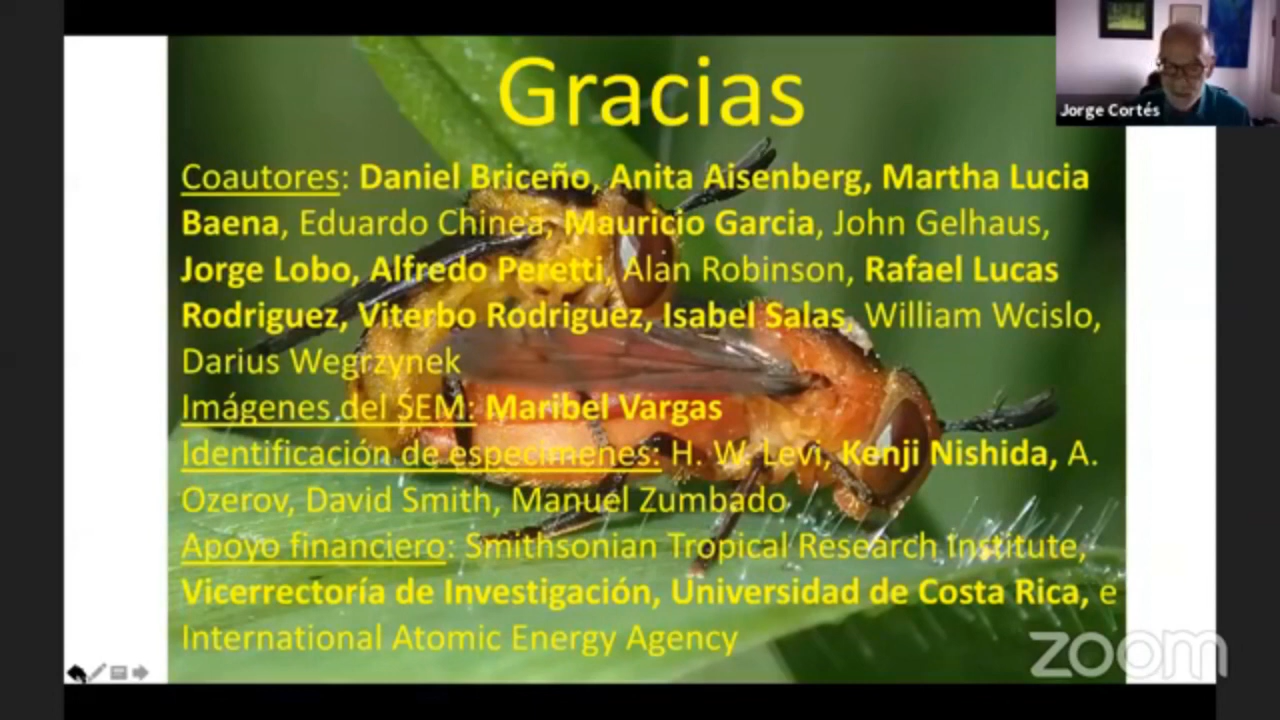 Gracias
Jorge Cortés
Coautores: Daniel Briceño, Anita Aisenberg, Martha Lucia
Baena, Eduardo Chinea, Mauricio Garcia, John Gelhaus,
Jorge Lobo, Alfredo Peretti, Alan Robinson, Rafael Lucas
Rodriguez, Viterbo Rodriguez, Isabel Salas, William Wcislo,
Darius Wegrzynek
Imágenes del SEM: Maribel Vargas
Identificación de especimenes: H. W. Levi, Kenji Nishida, A.
Ozerov, David Smith, Manuel Zumbado
Apoyo financiero: Smithsonian Tropical Research Institute,
Vicerrectoría de Investigación, Universidad de Costa Rica, e
International Atomic Energy Agency
zoom